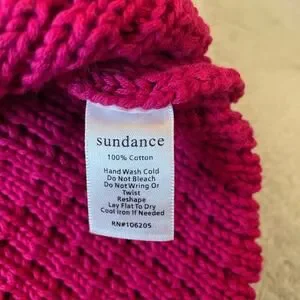 sundance
100% Cotton
Hand Wash Cold
Do Not Bleach
Do Not Wring Or
Twist
Reshape
Lay Flat To Dry
Cool Iron If Needed
RN#106205